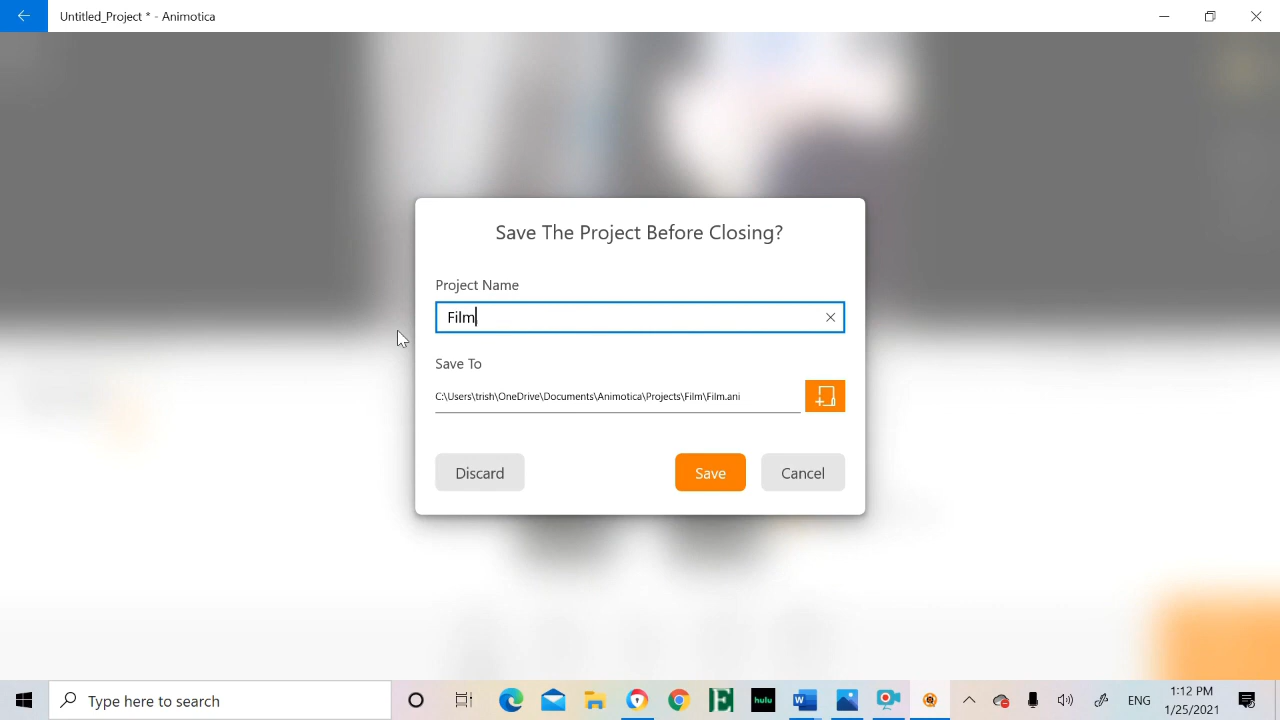 Untitled_Project * - Animotica
Save The Project Before Closing?
Project Name
Film
Save To
C:\Users\trish\OneDrive\Documents\Animotica\Projects\Film\Film.ani
Discard
Save
Cancel
Type here to search
E
hulu
W
ENG
1:12 PM
1/25/2021